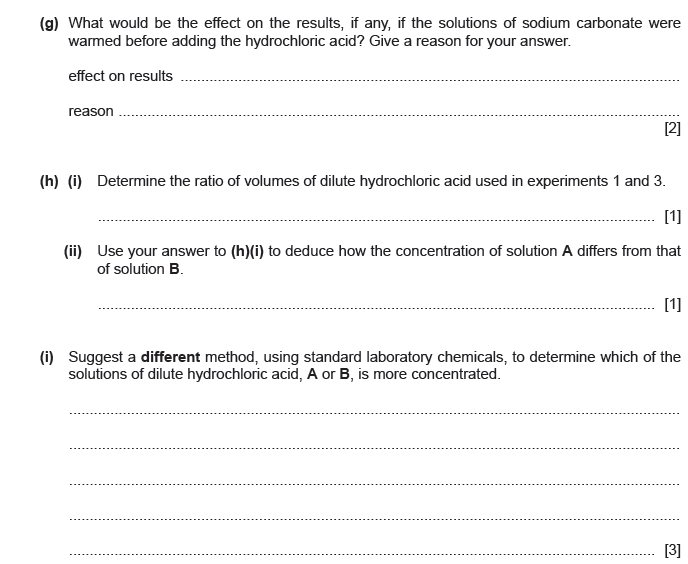 (g) What would be the effect on the results, if any, if the solutions of sodium carbonate were
warmed before adding the hydrochloric acid? Give a reason for your answer.
effect on results ....................................................................................................
reason ....................................................................................................
[2]
(h) (i) Determine the ratio of volumes of dilute hydrochloric acid used in experiments 1 and 3.
.................................................................................................... [1]
(ii) Use your answer to (h)(i) to deduce how the concentration of solution A differs from that
of solution B.
.................................................................................................... [1]
(i) Suggest a different method, using standard laboratory chemicals, to determine which of the
solutions of dilute hydrochloric acid, A or B, is more concentrated.
....................................................................................................
....................................................................................................
....................................................................................................
....................................................................................................
.................................................................................................... [3]